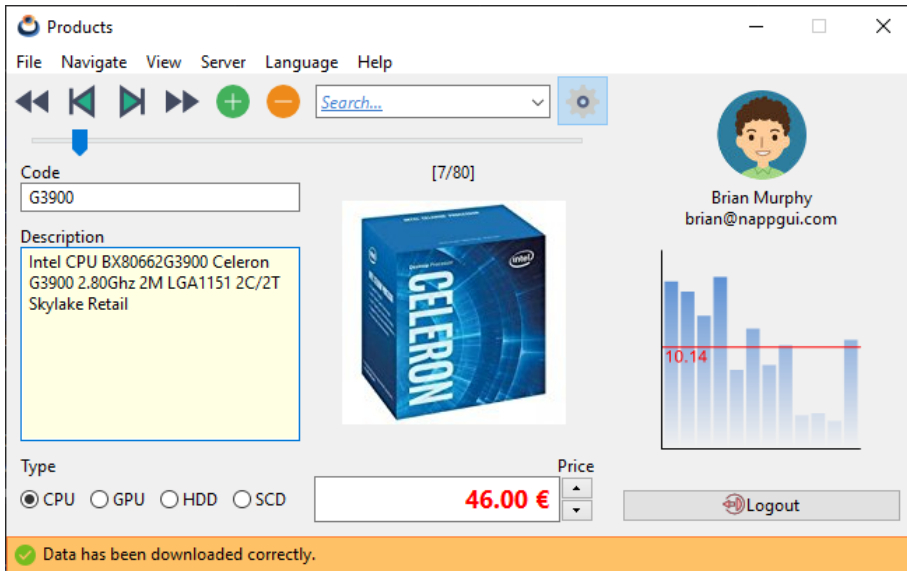 Products
File Navigate View Server Language Help
Search...
Code
[7/80]
G3900
Description
Intel CPU BX80662G3900 Celeron
G3900 2.80Ghz 2M LGA1151 2C/2T
Skylake Retail
intel
CELERON
Brian Murphy
brian@nappgui.com
10.14
Type
CPU GPU HDD SCD
Price
46.00 €
Logout
Data has been downloaded correctly.